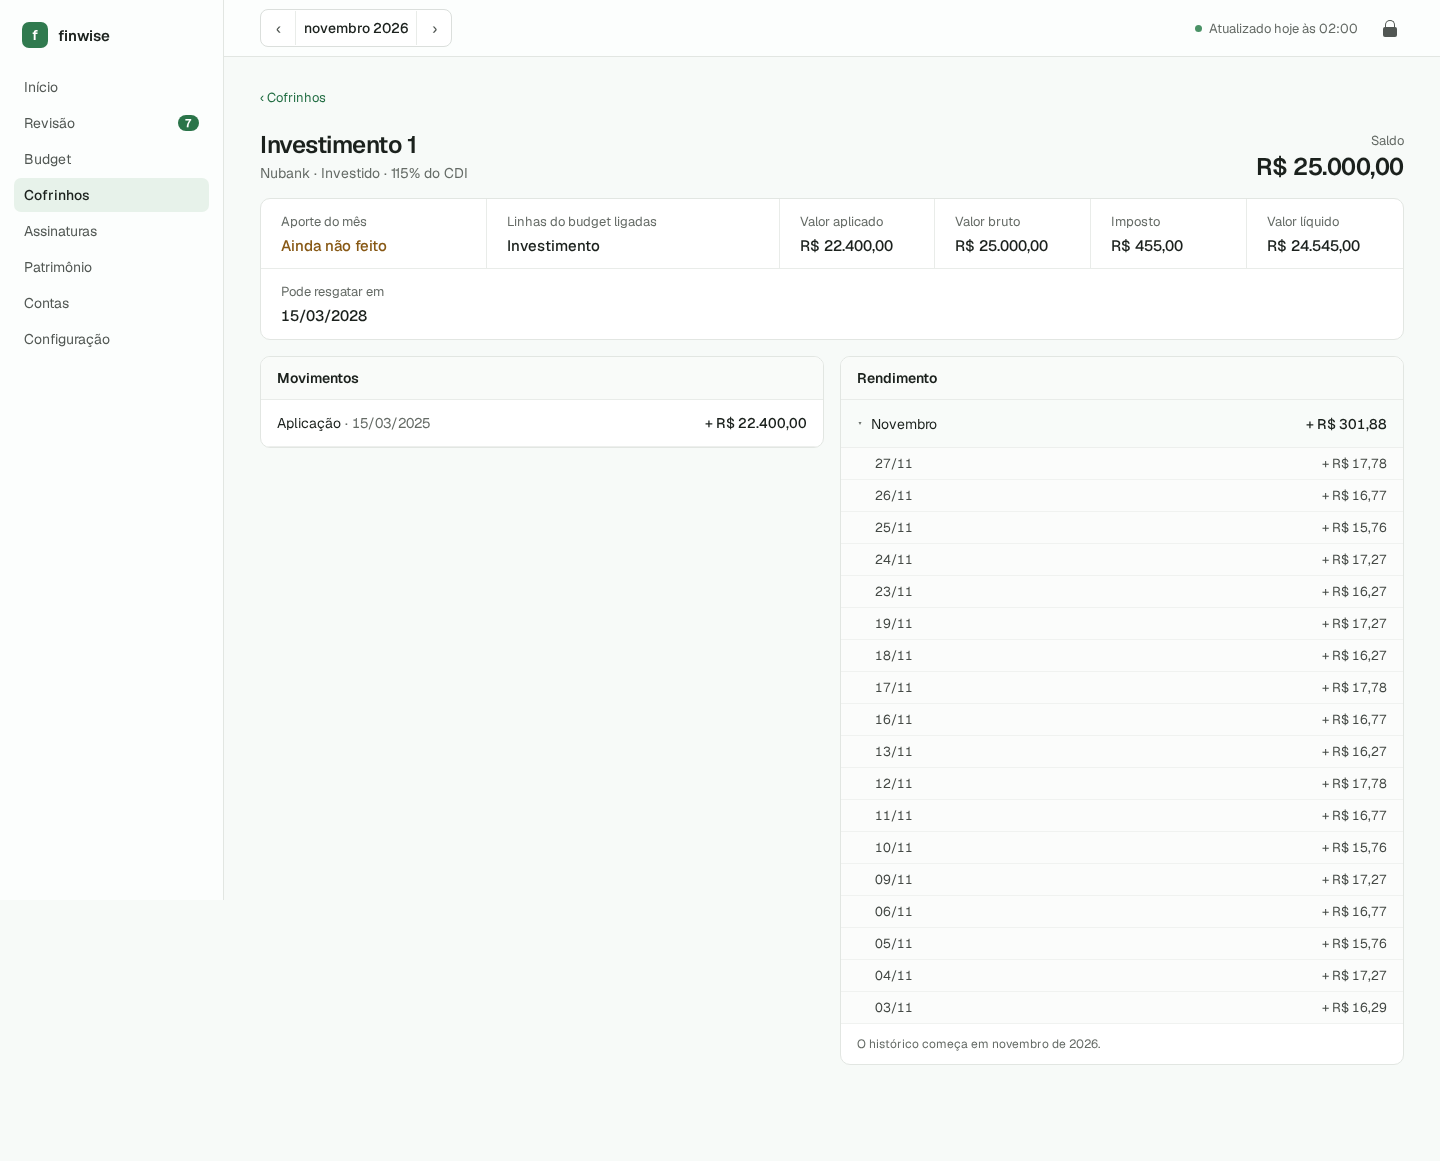 f finwise
Início
Revisão 7
Budget
Cofrinhos
Assinaturas
Patrimônio
Contas
Configuração
‹ novembro 2026 ›
Atualizado hoje às 02:00
‹ Cofrinhos
Investimento 1
Nubank · Investido · 115% do CDI
Saldo
R$ 25.000,00
Aporte do mês
Ainda não feito
Linhas do budget ligadas
Investimento
Valor aplicado
R$ 22.400,00
Valor bruto
R$ 25.000,00
Imposto
R$ 455,00
Valor líquido
R$ 24.545,00
Pode resgatar em
15/03/2028
Movimentos
Aplicação · 15/03/2025 + R$ 22.400,00
Rendimento
Novembro + R$ 301,88
27/11 + R$ 17,78
26/11 + R$ 16,77
25/11 + R$ 15,76
24/11 + R$ 17,27
23/11 + R$ 16,27
19/11 + R$ 17,27
18/11 + R$ 16,27
17/11 + R$ 17,78
16/11 + R$ 16,77
13/11 + R$ 16,27
12/11 + R$ 17,78
11/11 + R$ 16,77
10/11 + R$ 15,76
09/11 + R$ 17,27
06/11 + R$ 16,77
05/11 + R$ 15,76
04/11 + R$ 17,27
03/11 + R$ 16,29
O histórico começa em novembro de 2026.